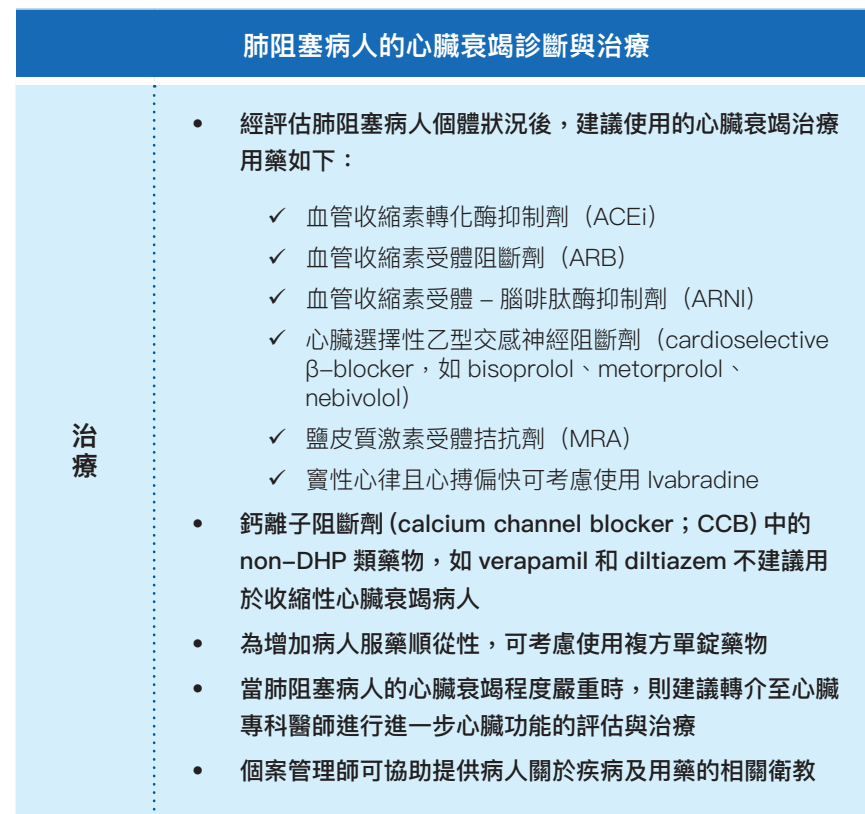 肺阻塞病人的心臟衰竭診斷與治療
治療
• 經評估肺阻塞病人個體狀況後，建議使用的心臟衰竭治療
用藥如下：
✓ 血管收縮素轉化酶抑制劑（ACEi）
✓ 血管收縮素受體阻斷劑（ARB）
✓ 血管收縮素受體 – 腦啡肽酶抑制劑（ARNI）
✓ 心臟選擇性乙型交感神經阻斷劑（cardioselective
β–blocker，如 bisoprolol、metorprolol、
nebivolol）
✓ 鹽皮質激素受體拮抗劑（MRA）
✓ 竇性心律且心搏偏快可考慮使用 Ivabradine
• 鈣離子阻斷劑 (calcium channel blocker；CCB) 中的
non–DHP 類藥物，如 verapamil 和 diltiazem 不建議用
於收縮性心臟衰竭病人
• 為增加病人服藥順從性，可考慮使用複方單錠藥物
• 當肺阻塞病人的心臟衰竭程度嚴重時，則建議轉介至心臟
專科醫師進行進一步心臟功能的評估與治療
• 個案管理師可協助提供病人關於疾病及用藥的相關衛教